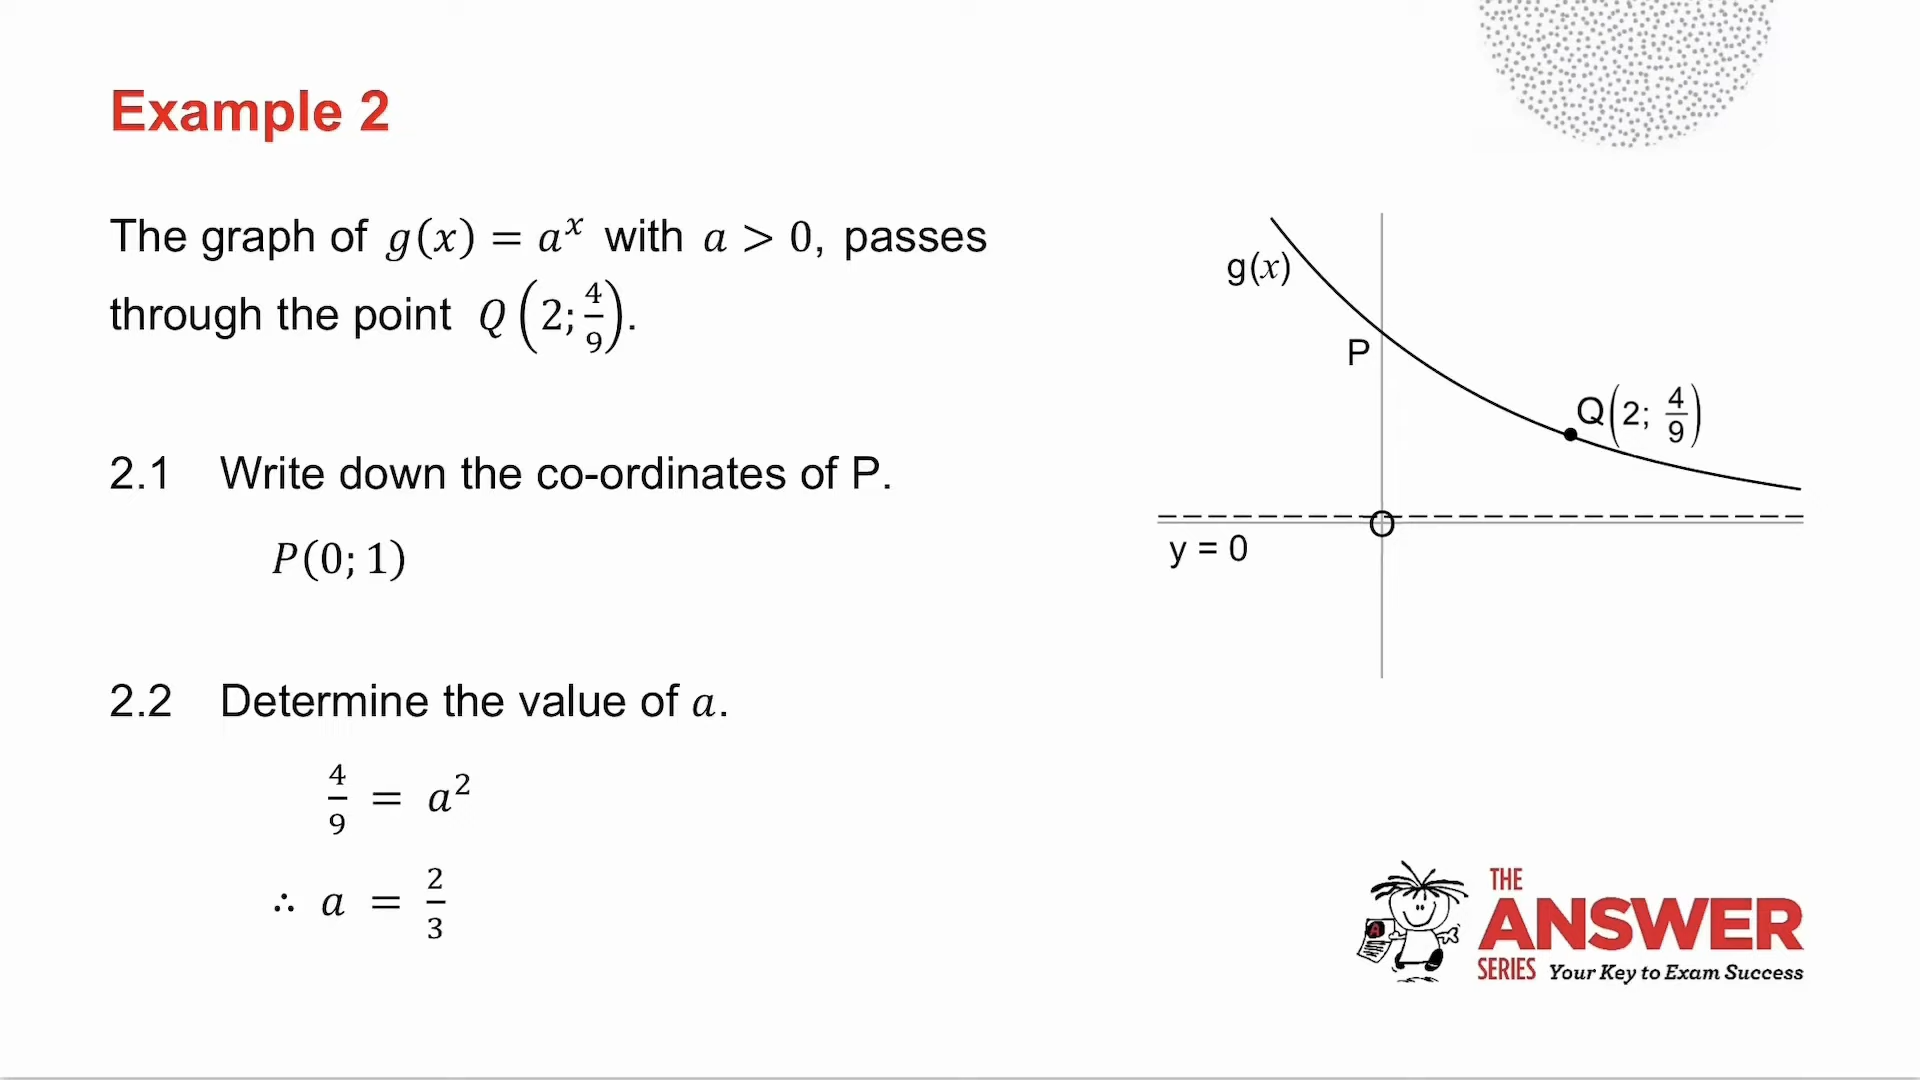 Example 2
The graph of g(x) = aˣ with a > 0, passes
through the point Q(2; 4/9).
2.1 Write down the co-ordinates of P.
P(0; 1)
2.2 Determine the value of a.
4/9 = a²
∴ a = 2/3
g(x)
P
Q(2; 4/9)
O
y = 0
A
THE
ANSWER
SERIES Your Key to Exam Success